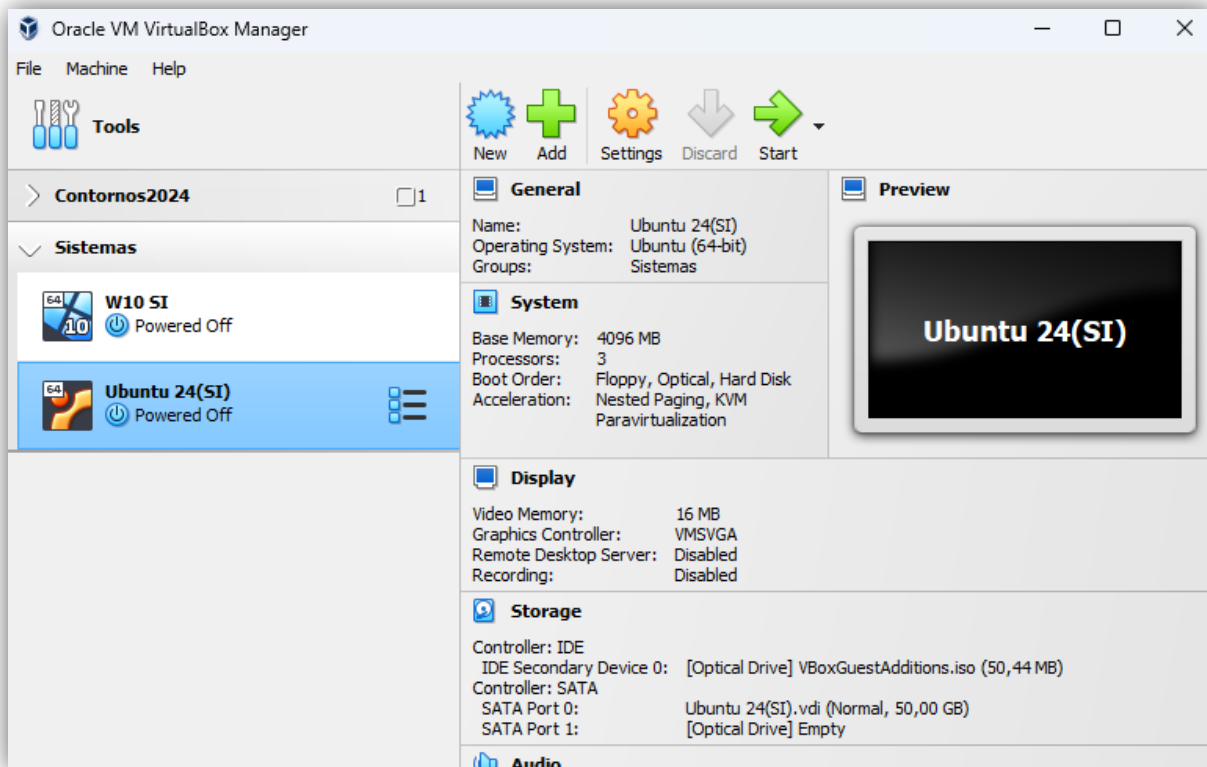 Oracle VM VirtualBox Manager
File Machine Help
Tools
New Add Settings Discard Start
Contornos2024 1
Sistemas
64 10 W10 SI
Powered Off
64 Ubuntu 24(SI)
Powered Off
General
Name: Ubuntu 24(SI)
Operating System: Ubuntu (64-bit)
Groups: Sistemas
Preview
Ubuntu 24(SI)
System
Base Memory: 4096 MB
Processors: 3
Boot Order: Floppy, Optical, Hard Disk
Acceleration: Nested Paging, KVM
Paravirtualization
Display
Video Memory: 16 MB
Graphics Controller: VMSVGA
Remote Desktop Server: Disabled
Recording: Disabled
Storage
Controller: IDE
IDE Secondary Device 0: [Optical Drive] VBoxGuestAdditions.iso (50,44 MB)
Controller: SATA
SATA Port 0: Ubuntu 24(SI).vdi (Normal, 50,00 GB)
SATA Port 1: [Optical Drive] Empty
Audio